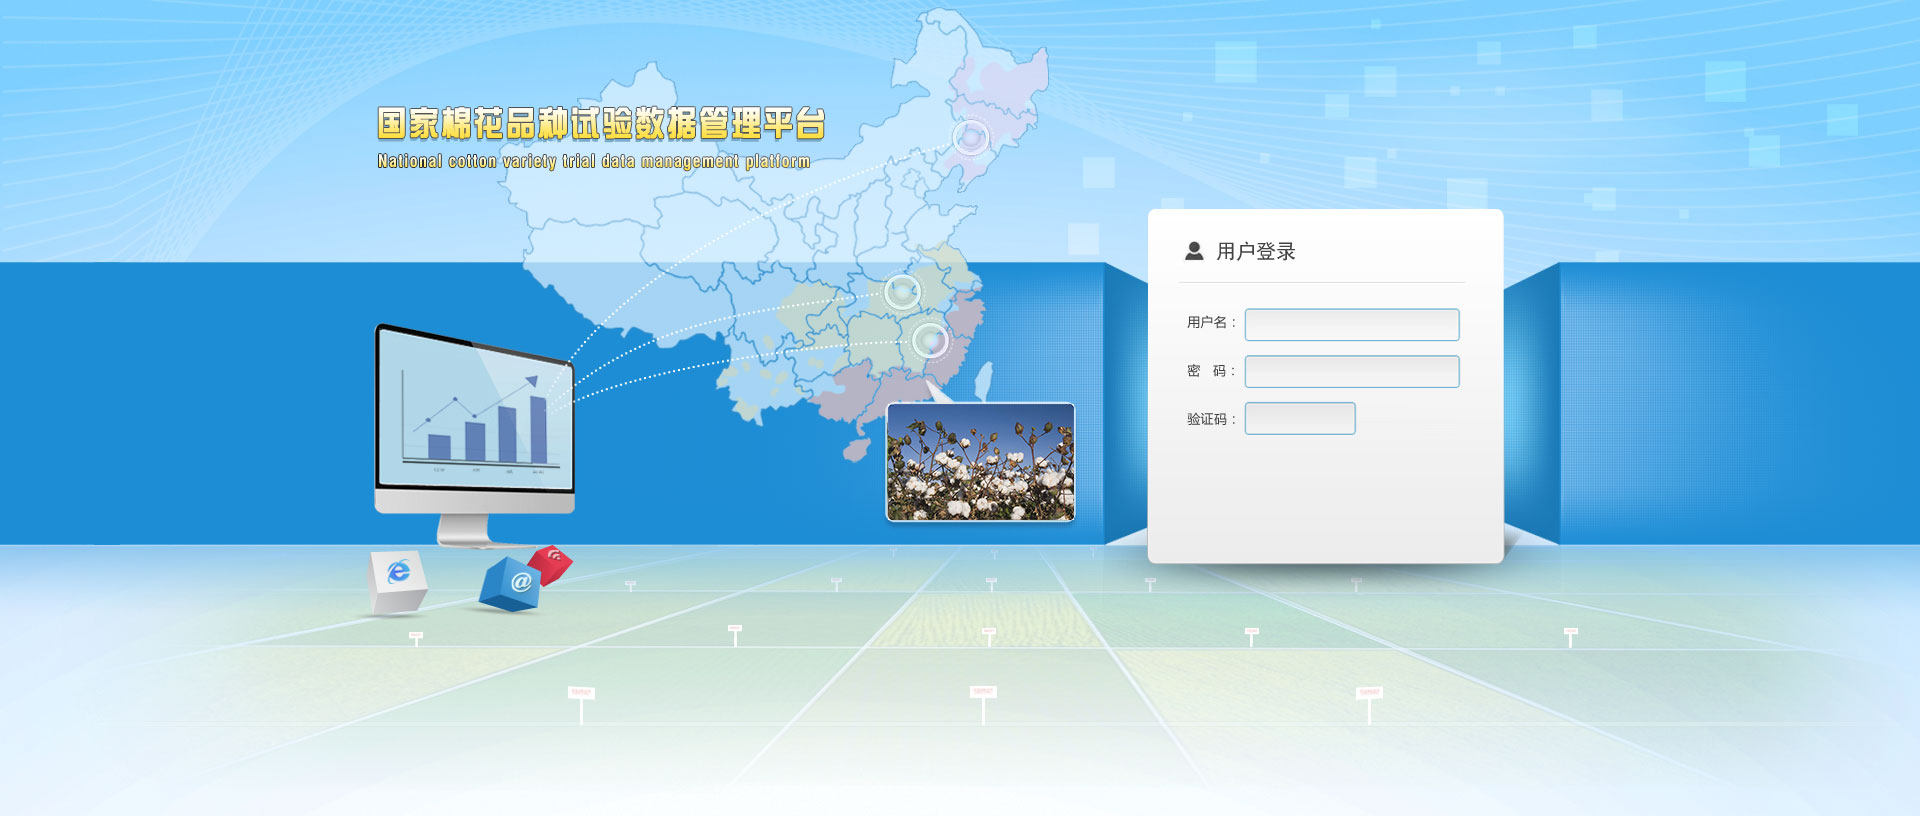 国家棉花品种试验数据管理平台
National cotton variety trial data management platform
用户登录
用户名：
密 码：
验证码：
@